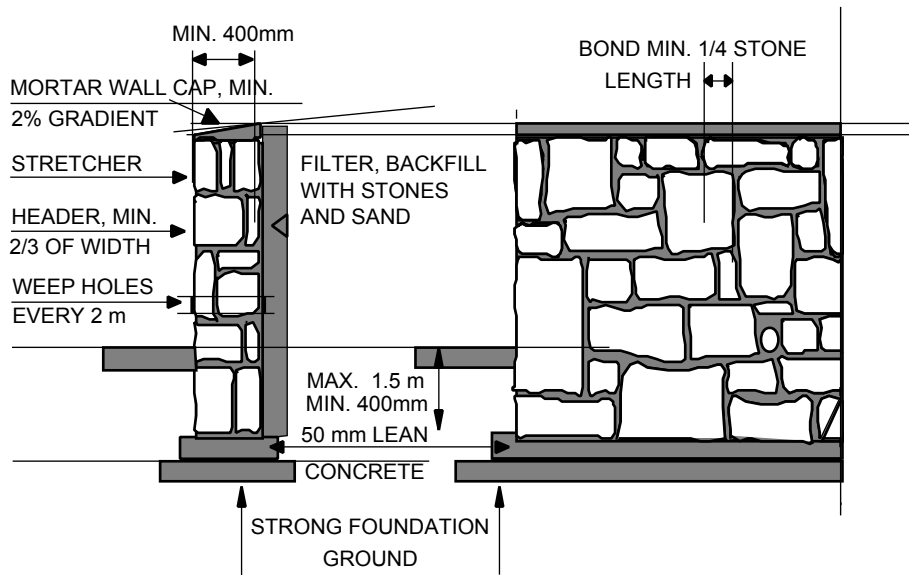 MIN. 400mm
BOND MIN. 1/4 STONE
LENGTH
MORTAR WALL CAP, MIN.
2% GRADIENT
STRETCHER
FILTER, BACKFILL
WITH STONES
AND SAND
HEADER, MIN.
2/3 OF WIDTH
WEEP HOLES
EVERY 2 m
MAX. 1.5 m
MIN. 400mm
50 mm LEAN
CONCRETE
STRONG FOUNDATION
GROUND